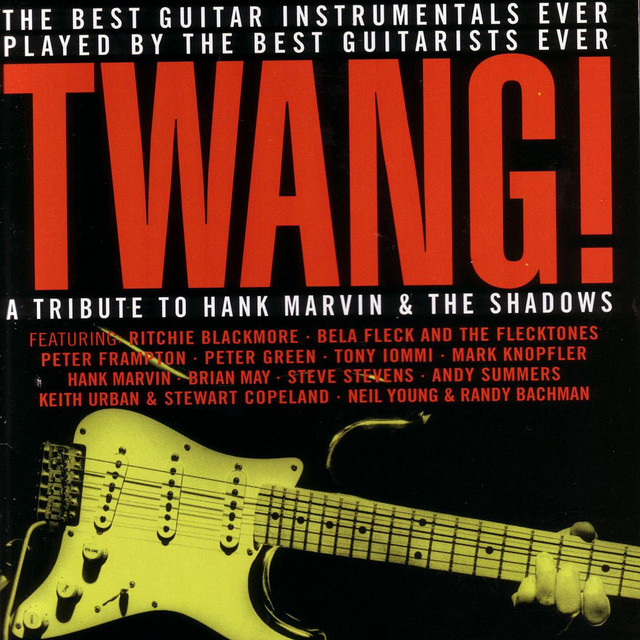 THE BEST GUITAR INSTRUMENTALS EVER
PLAYED BY THE BEST GUITARISTS EVER
TWANG!
A TRIBUTE TO HANK MARVIN & THE SHADOWS
FEATURING RITCHIE BLACKMORE · BELA FLECK AND THE FLECKTONES
PETER FRAMPTON · PETER GREEN · TONY IOMMI · MARK KNOPFLER
HANK MARVIN · BRIAN MAY · STEVE STEVENS · ANDY SUMMERS
KEITH URBAN & STEWART COPELAND · NEIL YOUNG & RANDY BACHMAN